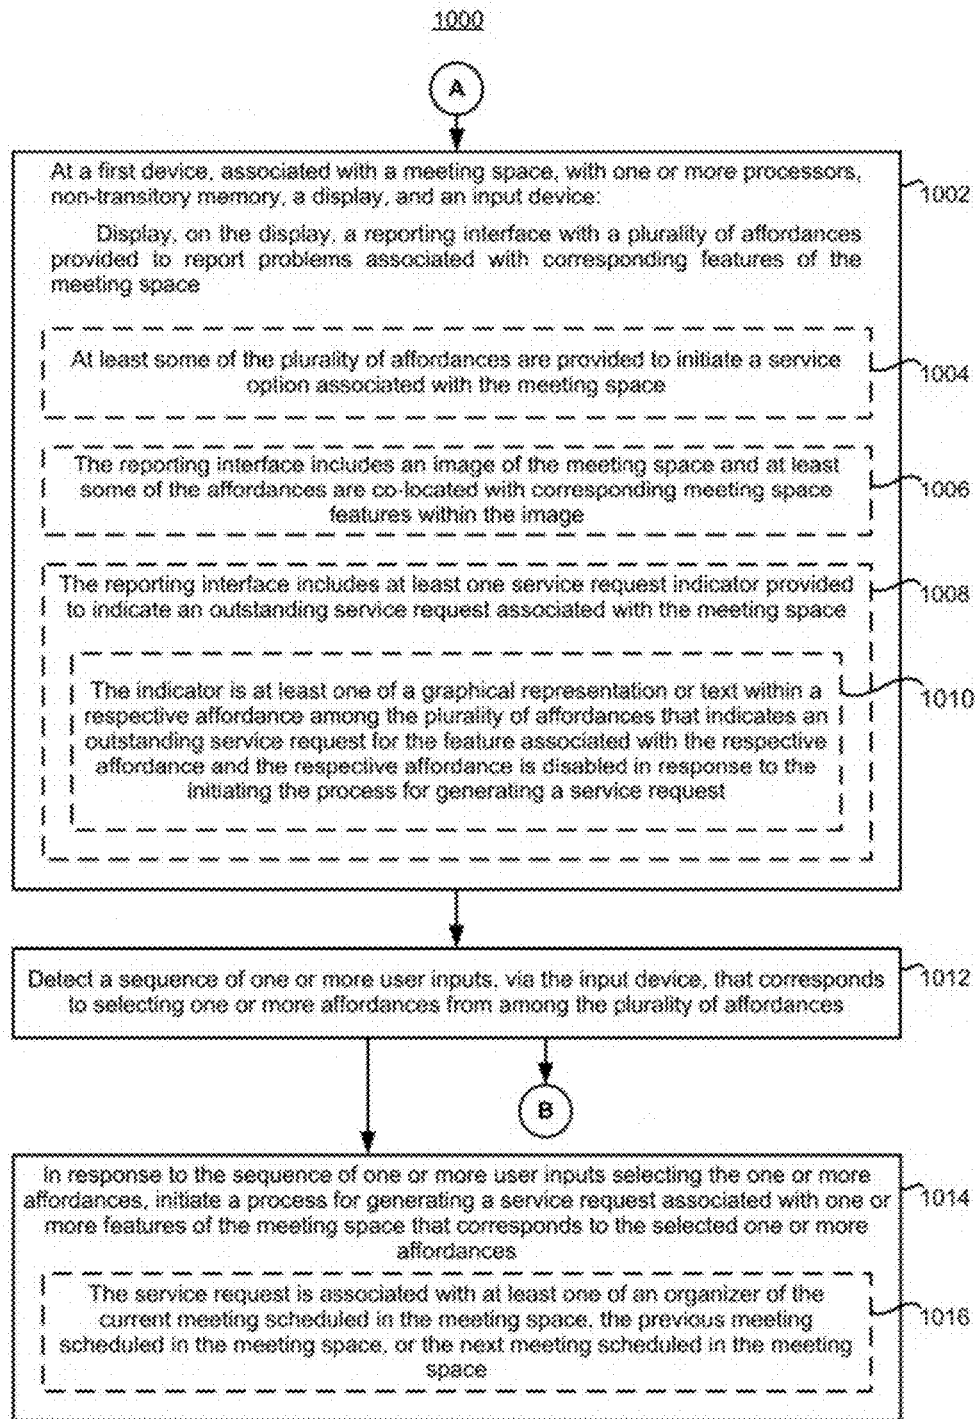 1000
A
At a first device, associated with a meeting space, with one or more processors,
non-transitory memory, a display, and an input device:
1002
Display, on the display, a reporting interface with a plurality of affordances
provided to report problems associated with corresponding features of the
meeting space
At least some of the plurality of affordances are provided to initiate a service
option associated with the meeting space
1004
The reporting interface includes an image of the meeting space and at least
some of the affordances are co-located with corresponding meeting space
features within the image
1006
The reporting interface includes at least one service request indicator provided
to indicate an outstanding service request associated with the meeting space
1008
The indicator is at least one of a graphical representation or text within a
respective affordance among the plurality of affordances that indicates an
outstanding service request for the feature associated with the respective
affordance and the respective affordance is disabled in response to the
initiating the process for generating a service request
1010
Detect a sequence of one or more user inputs, via the input device, that corresponds
to selecting one or more affordances from among the plurality of affordances
1012
B
In response to the sequence of one or more user inputs selecting the one or more
affordances, initiate a process for generating a service request associated with one or
more features of the meeting space that corresponds to the selected one or more
affordances
1014
The service request is associated with at least one of an organizer of the
current meeting scheduled in the meeting space, the previous meeting
scheduled in the meeting space, or the next meeting scheduled in the meeting
space
1016